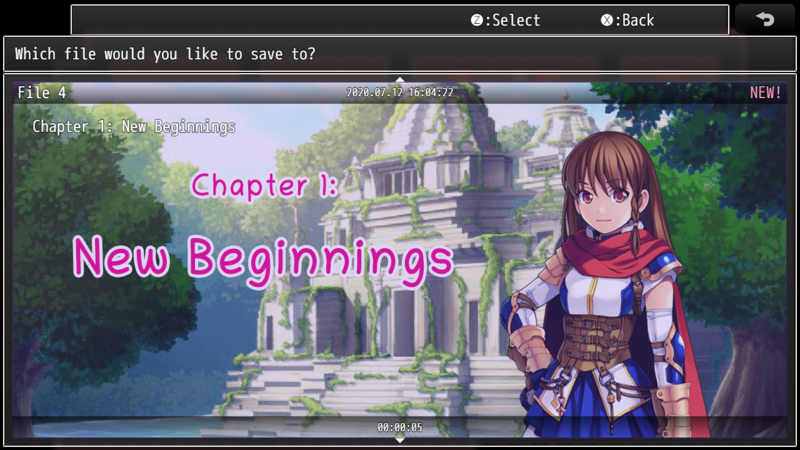 Z:Select X:Back
Which file would you like to save to?
File 4 2020.07.12 16:04:22 NEW!
Chapter 1: New Beginnings
Chapter 1:
New Beginnings
00:00:05